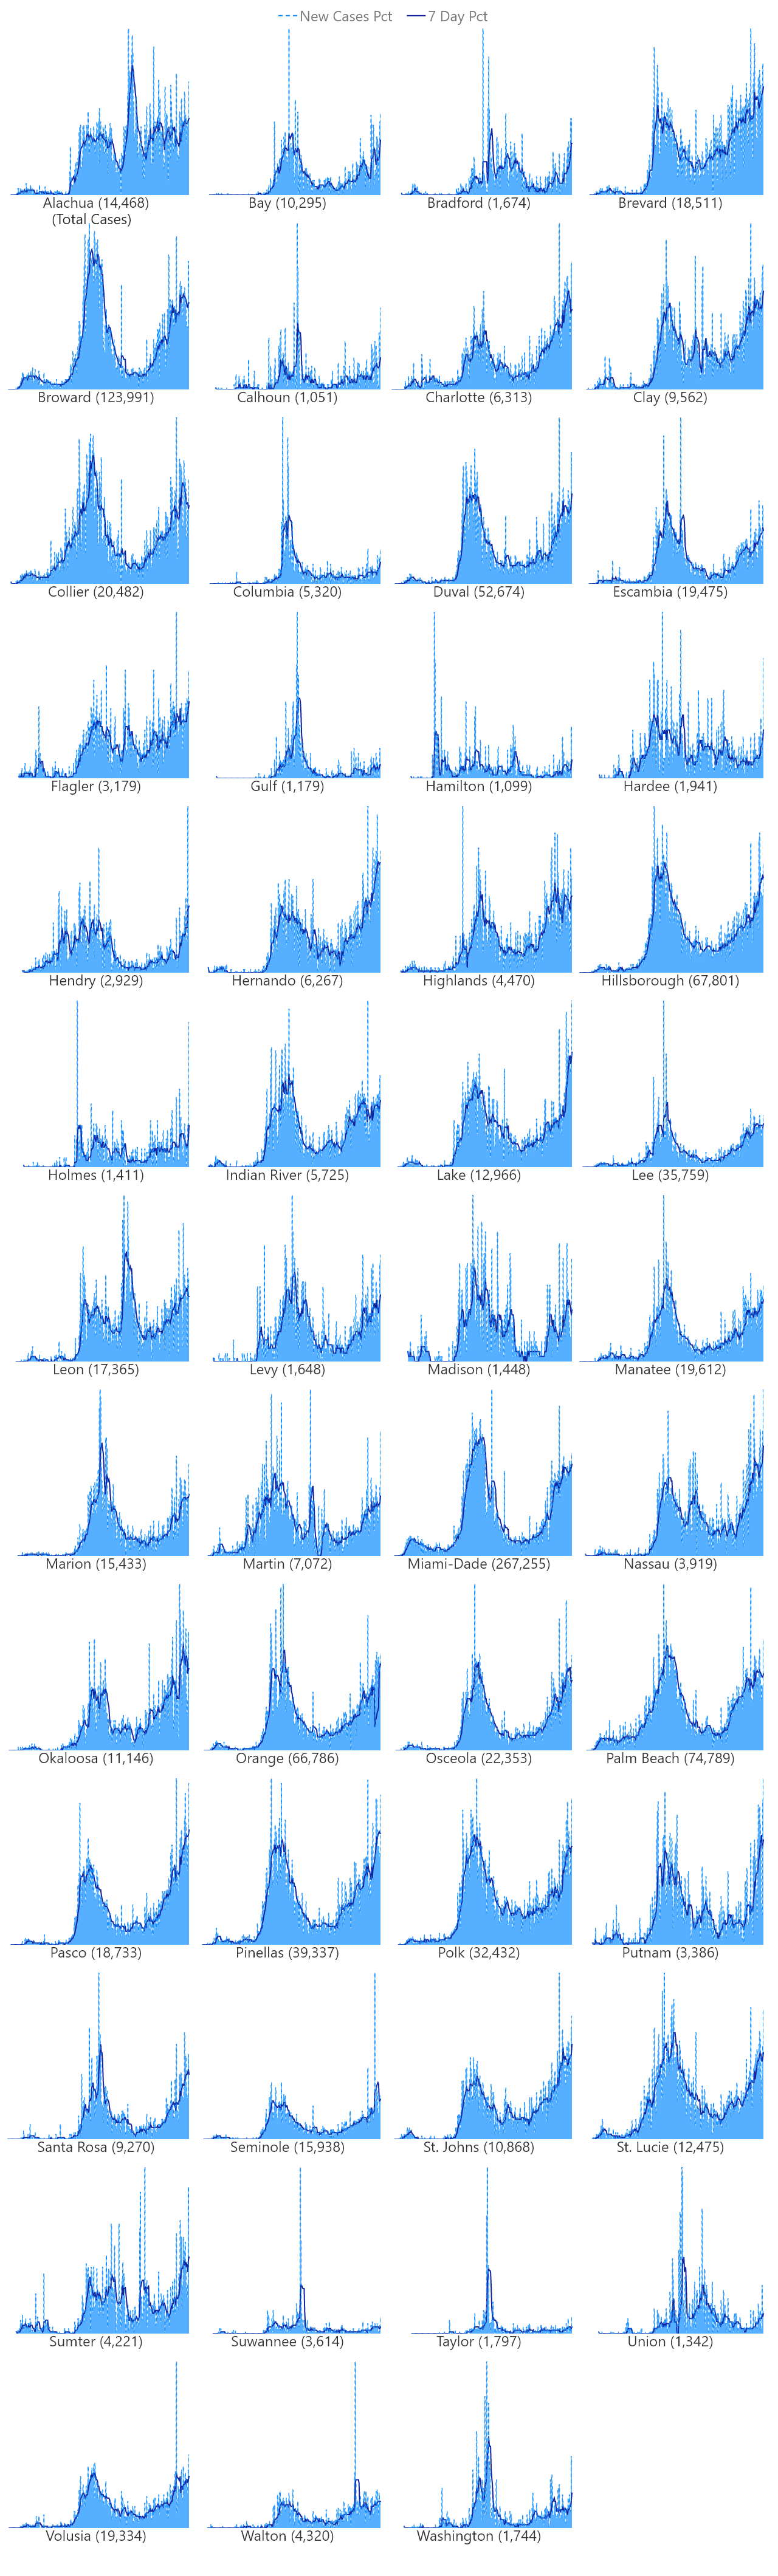 New Cases Pct 7 Day Pct
Alachua (14,468) Bay (10,295) Bradford (1,674) Brevard (18,511)
(Total Cases)
Broward (123,991) Calhoun (1,051) Charlotte (6,313) Clay (9,562)
Collier (20,482) Columbia (5,320) Duval (52,674) Escambia (19,475)
Flagler (3,179) Gulf (1,179) Hamilton (1,099) Hardee (1,941)
Hendry (2,929) Hernando (6,267) Highlands (4,470) Hillsborough (67,801)
Holmes (1,411) Indian River (5,725) Lake (12,966) Lee (35,759)
Leon (17,365) Levy (1,648) Madison (1,448) Manatee (19,612)
Marion (15,433) Martin (7,072) Miami-Dade (267,255) Nassau (3,919)
Okaloosa (11,146) Orange (66,786) Osceola (22,353) Palm Beach (74,789)
Pasco (18,733) Pinellas (39,337) Polk (32,432) Putnam (3,386)
Santa Rosa (9,270) Seminole (15,938) St. Johns (10,868) St. Lucie (12,475)
Sumter (4,221) Suwannee (3,614) Taylor (1,797) Union (1,342)
Volusia (19,334) Walton (4,320) Washington (1,744)